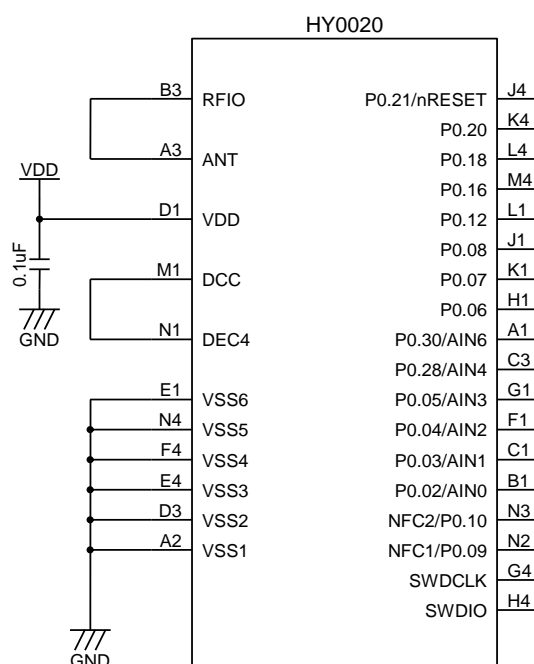 HY0020
B3 RFIO P0.21/nRESET J4
P0.20 K4
A3 ANT P0.18 L4
VDD
P0.16 M4
D1 VDD P0.12 L1
0.1uF
P0.08 J1
M1 DCC P0.07 K1
P0.06 H1
GND
N1 DEC4 P0.30/AIN6 A1
P0.28/AIN4 C3
E1 VSS6 P0.05/AIN3 G1
N4 VSS5 P0.04/AIN2 F1
F4 VSS4 P0.03/AIN1 C1
E4 VSS3 P0.02/AIN0 B1
D3 VSS2 NFC2/P0.10 N3
A2 VSS1 NFC1/P0.09 N2
SWDCLK G4
SWDIO H4
GND